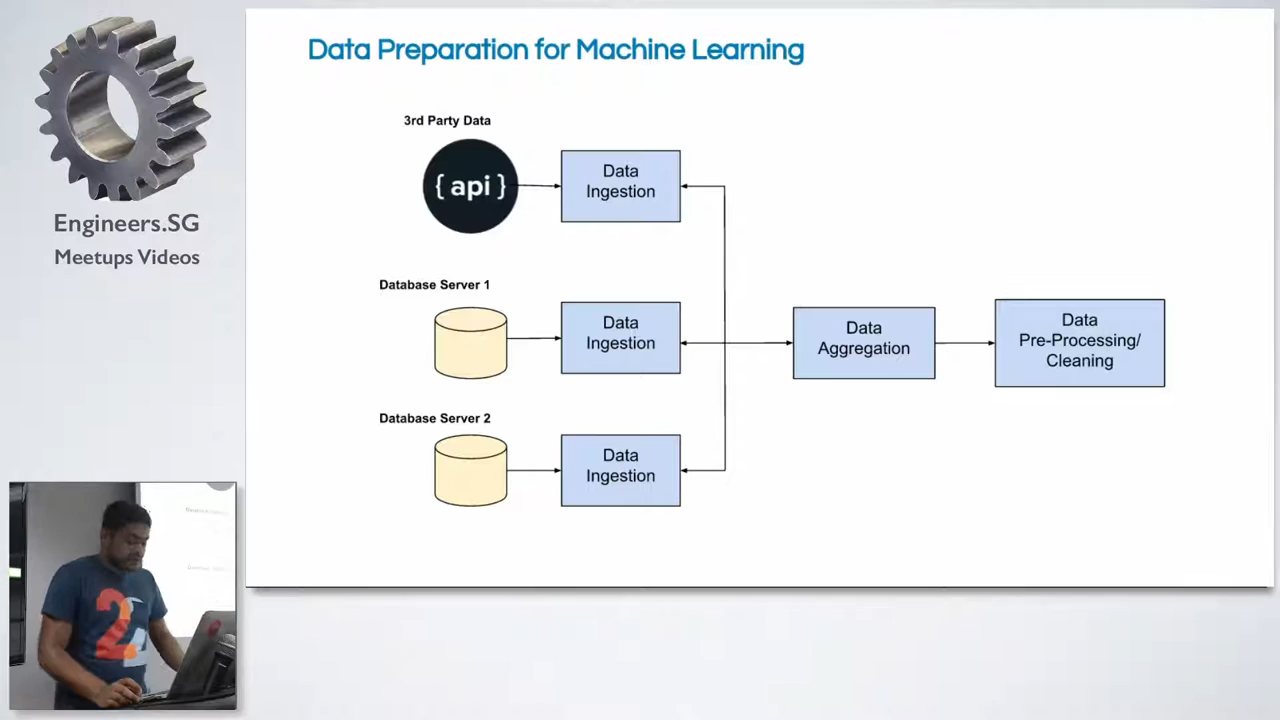 Engineers.SG
Meetups Videos
Data Preparation for Machine Learning
3rd Party Data
{ api }
Data
Ingestion
Database Server 1
Data
Ingestion
Data
Aggregation
Data
Pre-Processing/
Cleaning
Database Server 2
Data
Ingestion